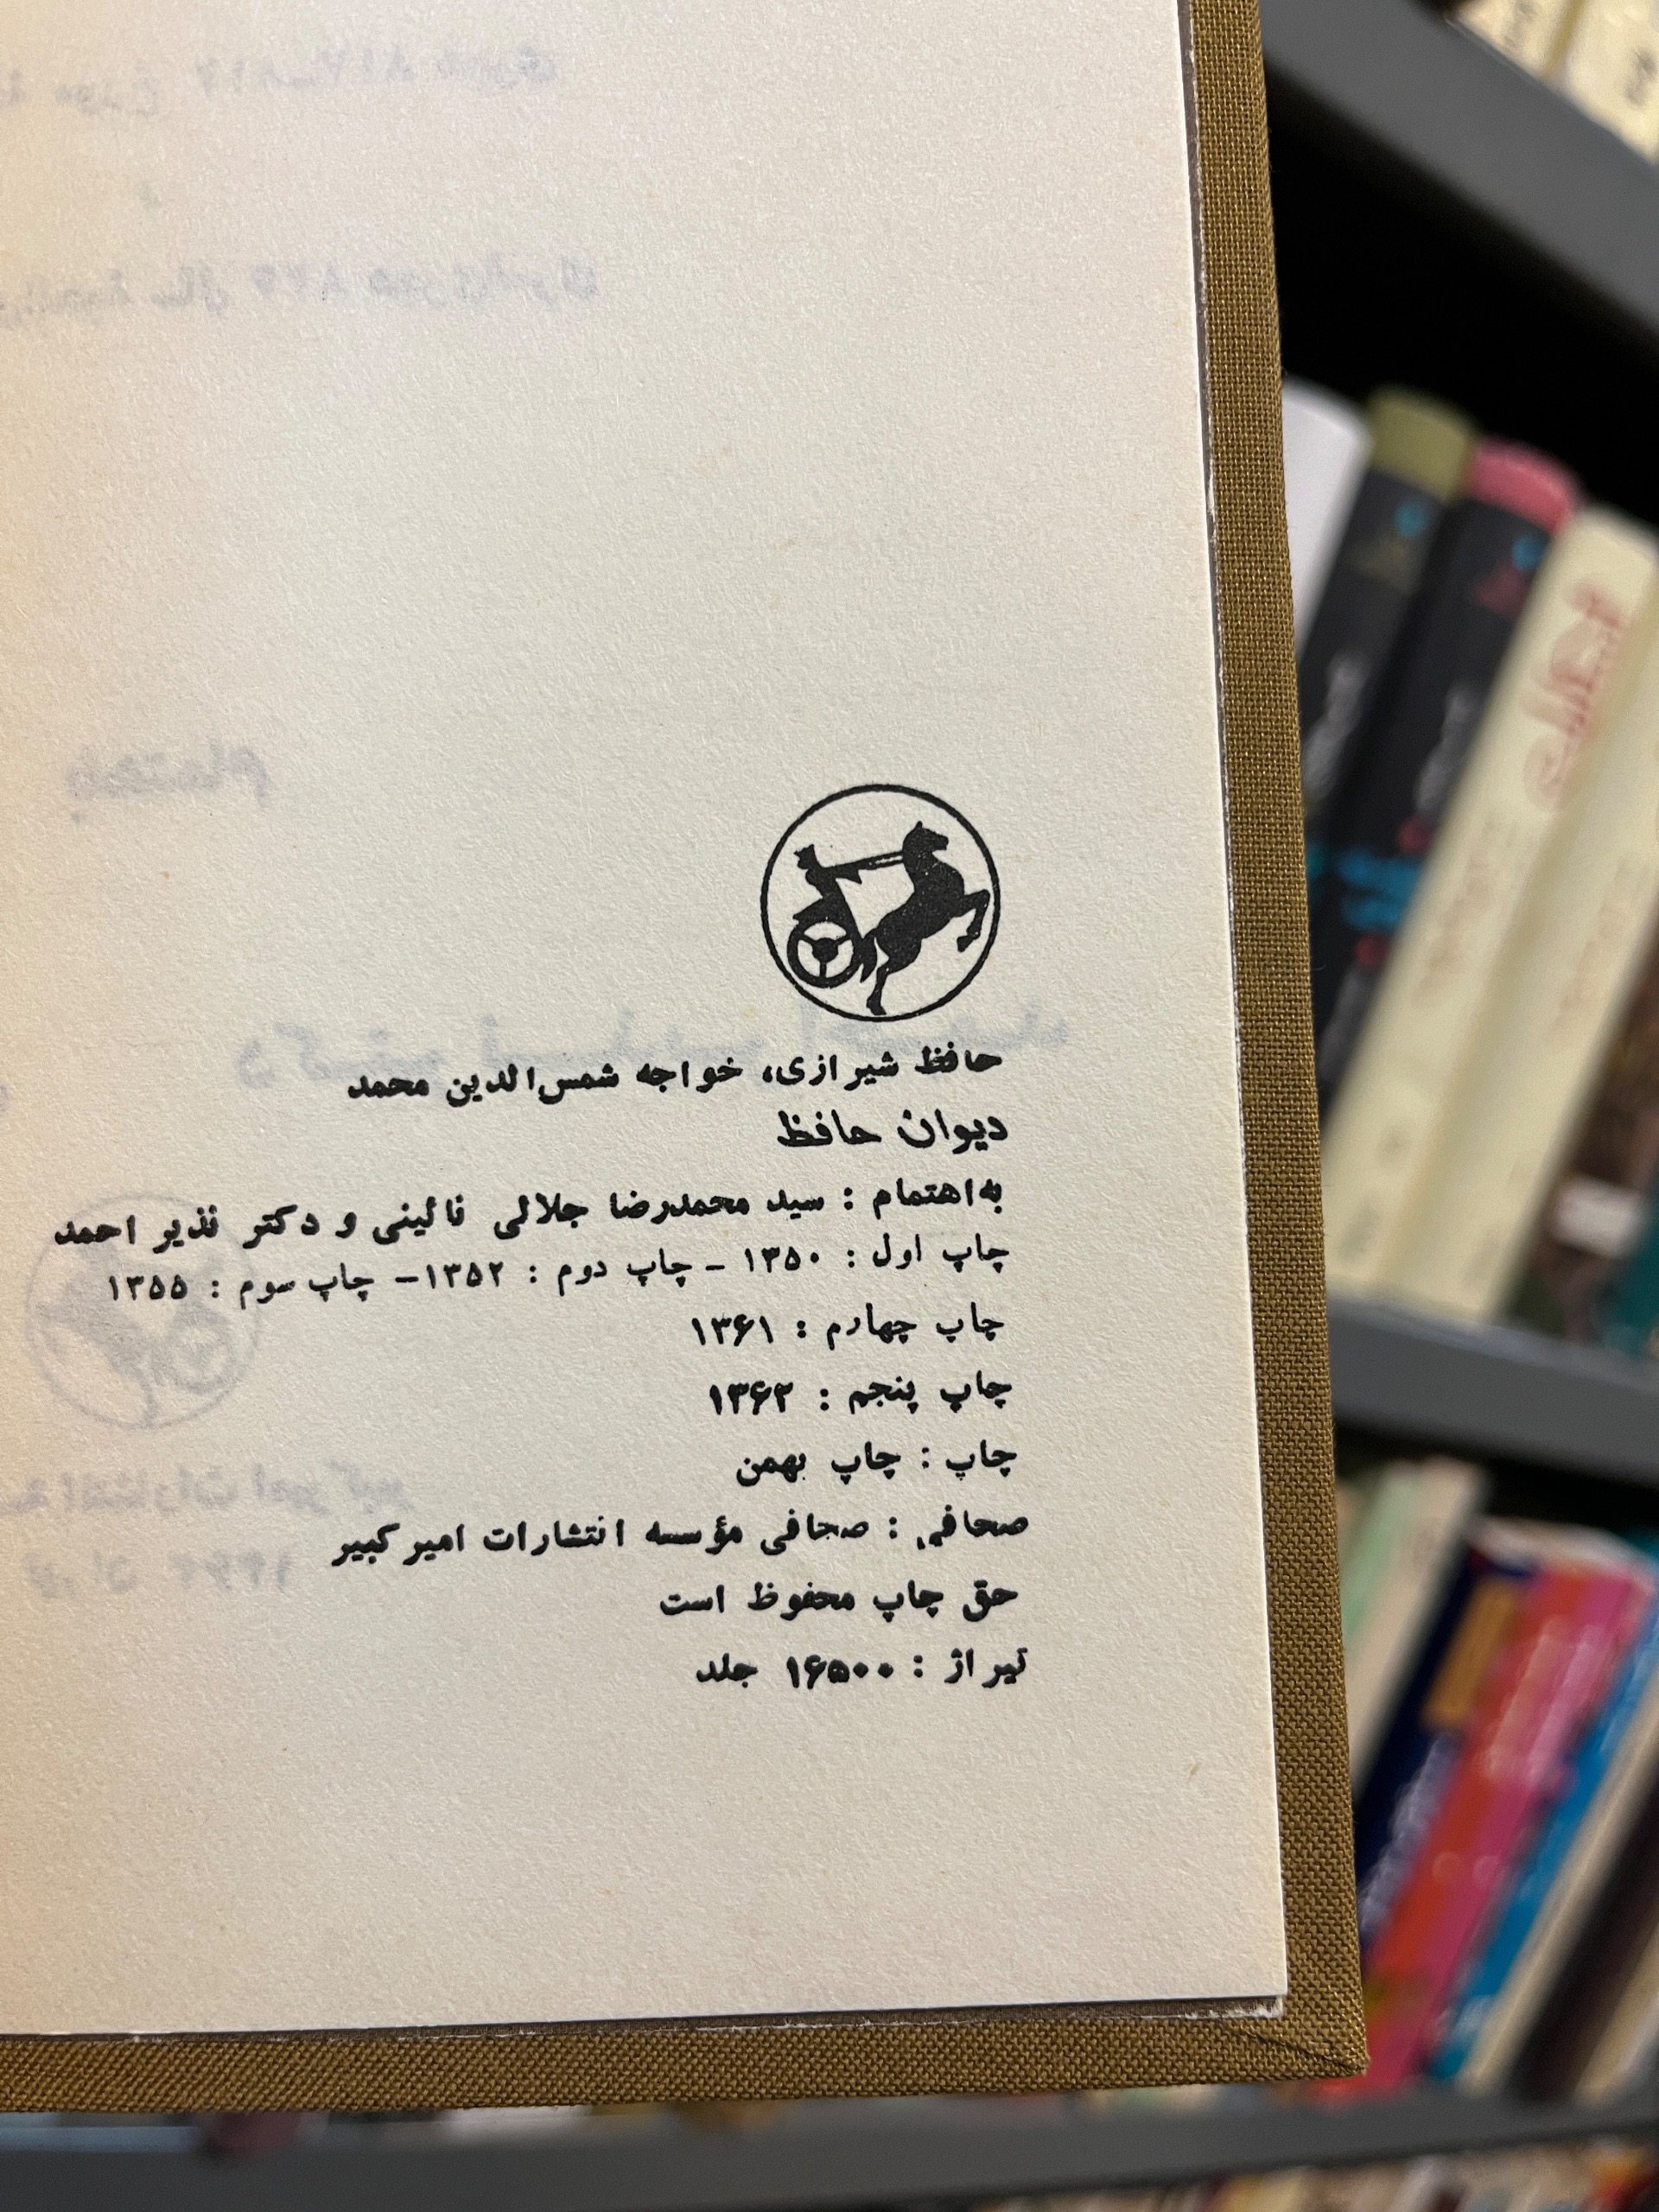 حافظ شیرازی، خواجه شمس‌الدین محمد
دیوان حافظ
به‌اهتمام : سید محمدرضا جلالی نائینی و دکتر نذیر احمد
چاپ اول : ۱۳۵۰ – چاپ دوم : ۱۳۵۲– چاپ سوم : ۱۳۵۵
چاپ چهارم : ۱۳۶۱
چاپ پنجم : ۱۳۶۲
چاپ : چاپ بهمن
صحافی : صحافی مؤسسه انتشارات امیرکبیر
حق چاپ محفوظ است
تیراژ : ۱۶۵۰۰ جلد